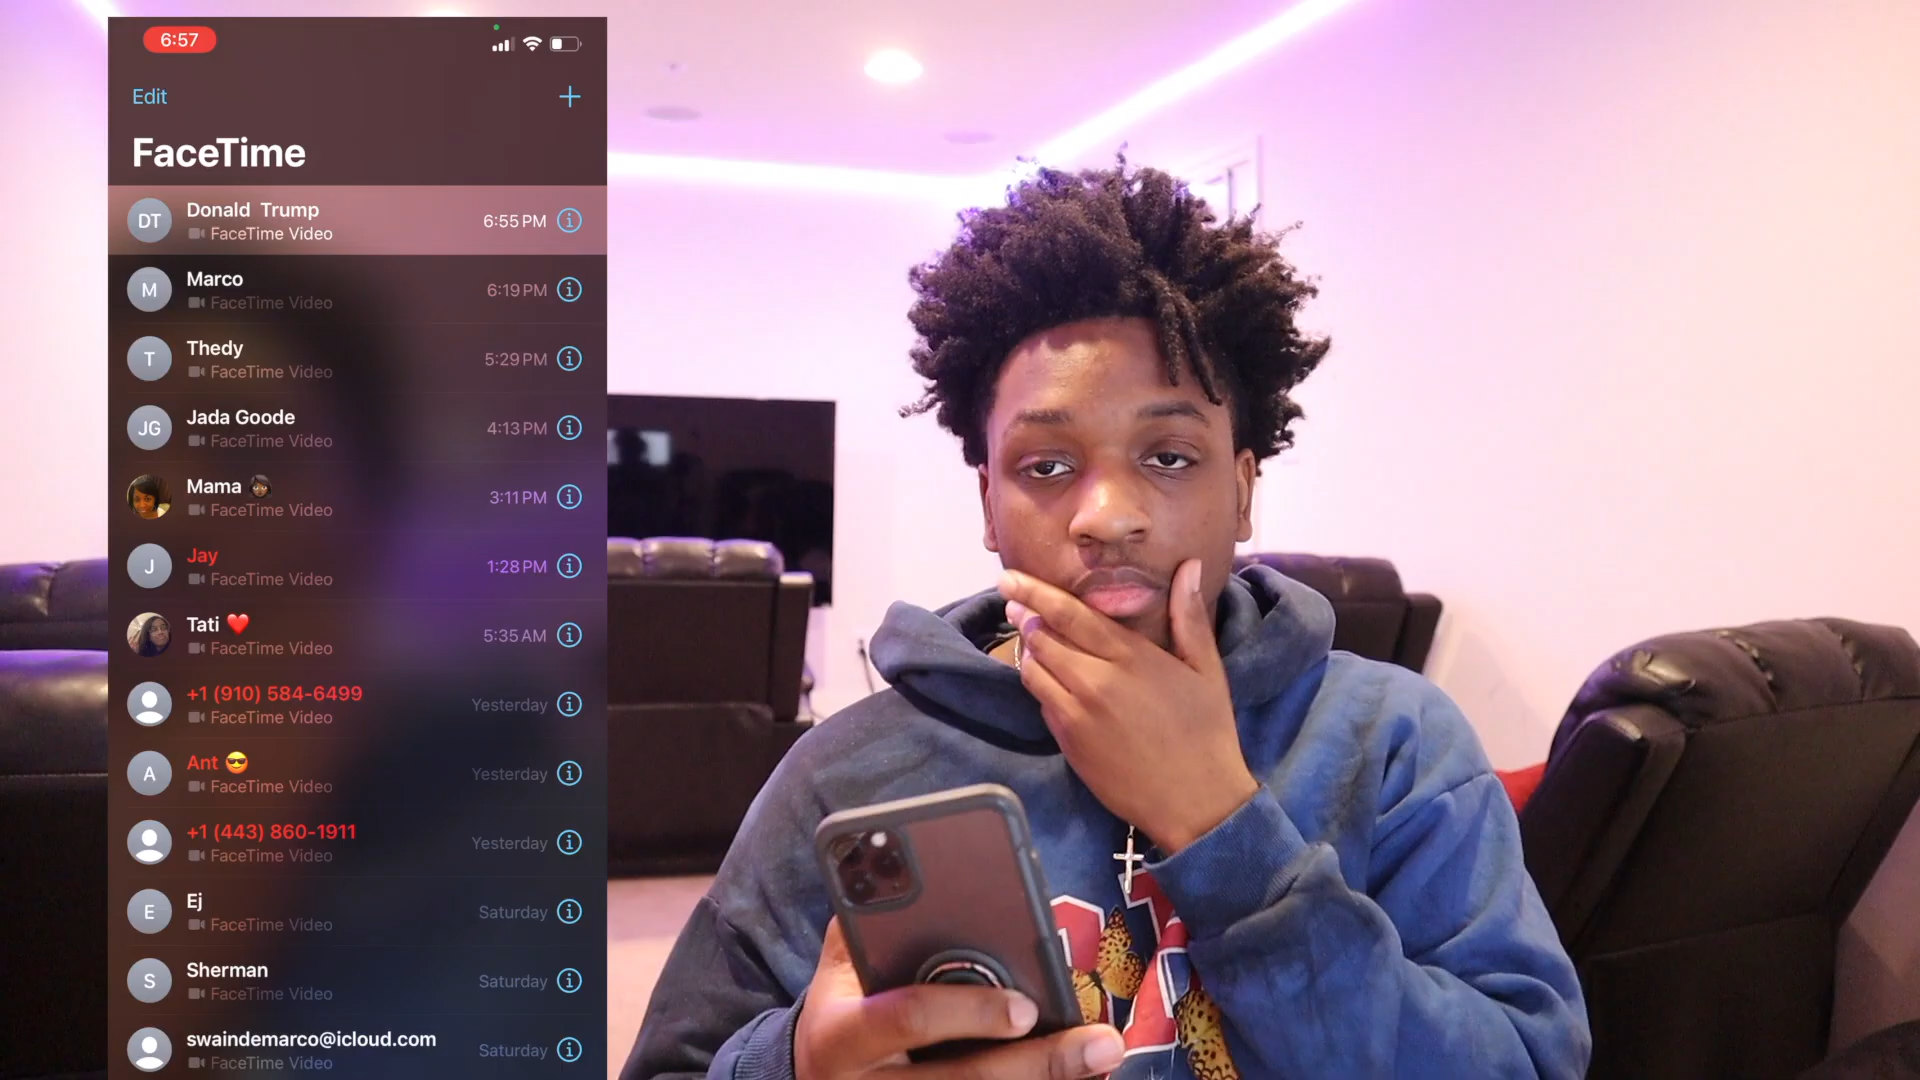 6:57
Edit
FaceTime
DT
Donald Trump
FaceTime Video
6:55 PM
M
Marco
FaceTime Video
6:19 PM
T
Thedy
FaceTime Video
5:29 PM
JG
Jada Goode
FaceTime Video
4:13 PM
Mama
FaceTime Video
3:11 PM
J
Jay
FaceTime Video
1:28 PM
Tati ❤️
FaceTime Video
5:35 AM
+1 (910) 584-6499
FaceTime Video
Yesterday
A
Ant 😎
FaceTime Video
Yesterday
+1 (443) 860-1911
FaceTime Video
Yesterday
E
Ej
FaceTime Video
Saturday
S
Sherman
FaceTime Video
Saturday
swaindemarco@icloud.com
FaceTime Video
Saturday